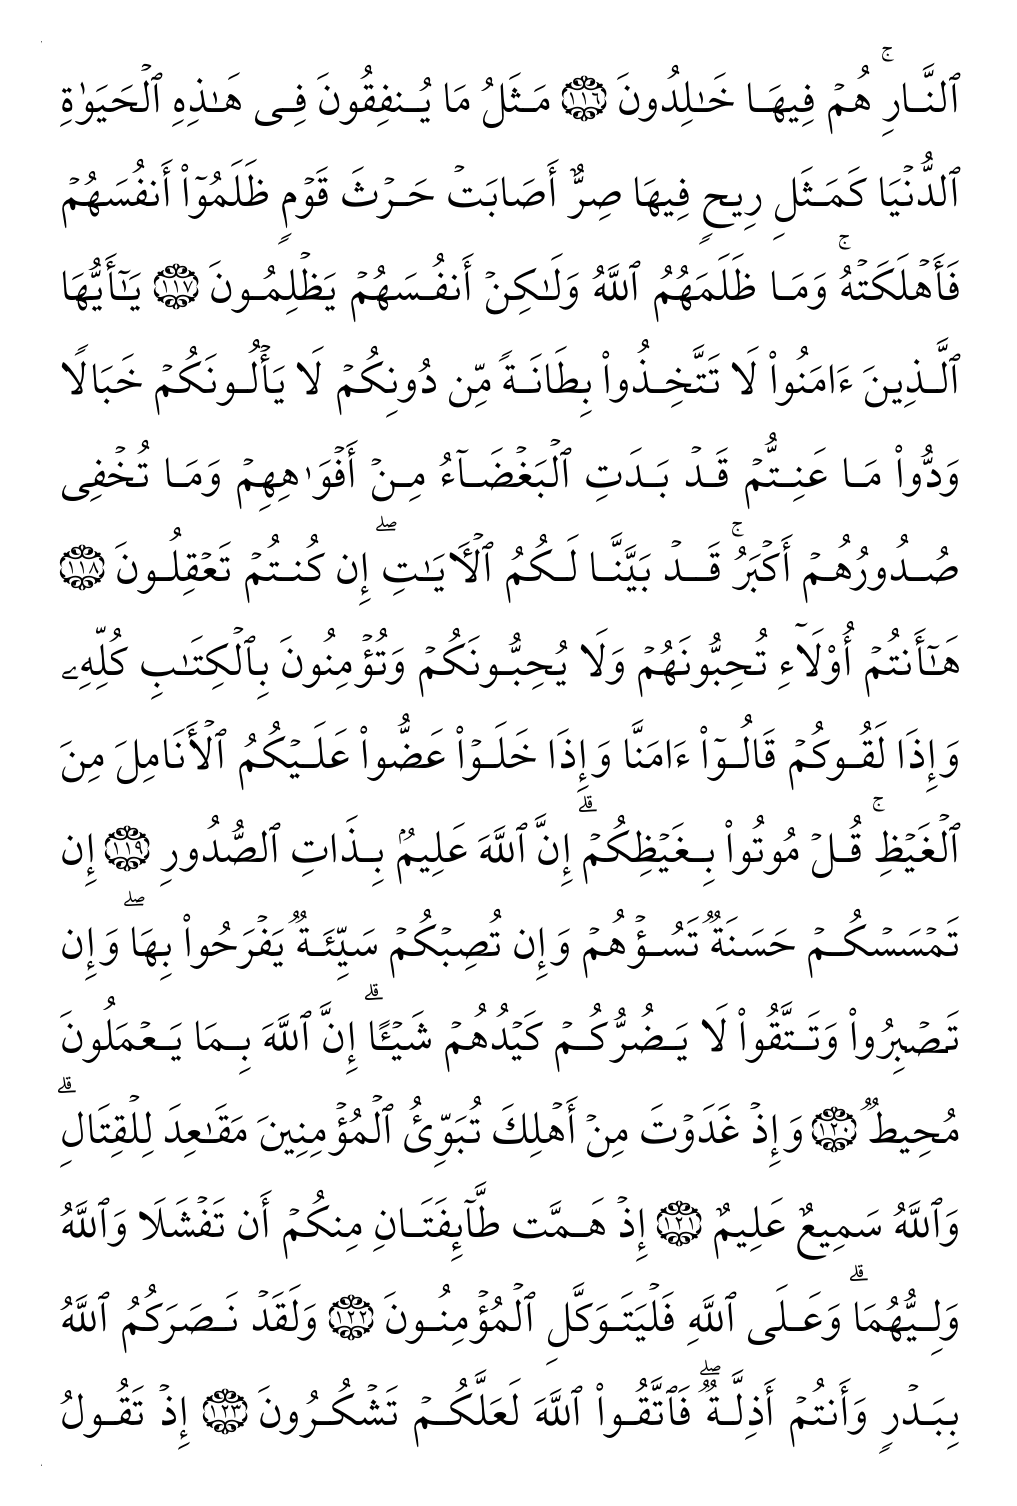 ٱلنَّارِۚ هُمۡ فِيهَا خَٰلِدُونَ ١١٦ مَثَلُ مَا يُنفِقُونَ فِى هَٰذِهِ ٱلۡحَيَوٰةِ
ٱلدُّنۡيَا كَمَثَلِ رِيحٖ فِيهَا صِرٌّ أَصَابَتۡ حَرۡثَ قَوۡمٖ ظَلَمُوٓاْ أَنفُسَهُمۡ
فَأَهۡلَكَتۡهُۚ وَمَا ظَلَمَهُمُ ٱللَّهُ وَلَٰكِنۡ أَنفُسَهُمۡ يَظۡلِمُونَ ١١٧ يَٰٓأَيُّهَا
ٱلَّذِينَ ءَامَنُواْ لَا تَتَّخِذُواْ بِطَانَةٗ مِّن دُونِكُمۡ لَا يَأۡلُونَكُمۡ خَبَالٗا
وَدُّواْ مَا عَنِتُّمۡ قَدۡ بَدَتِ ٱلۡبَغۡضَآءُ مِنۡ أَفۡوَٰهِهِمۡ وَمَا تُخۡفِى
صُدُورُهُمۡ أَكۡبَرُۚ قَدۡ بَيَّنَّا لَكُمُ ٱلۡأٓيَٰتِۖ إِن كُنتُمۡ تَعۡقِلُونَ ١١٨
هَٰٓأَنتُمۡ أُوْلَآءِ تُحِبُّونَهُمۡ وَلَا يُحِبُّونَكُمۡ وَتُؤۡمِنُونَ بِٱلۡكِتَٰبِ كُلِّهِۦ
وَإِذَا لَقُوكُمۡ قَالُوٓاْ ءَامَنَّا وَإِذَا خَلَوۡاْ عَضُّواْ عَلَيۡكُمُ ٱلۡأَنَامِلَ مِنَ
ٱلۡغَيۡظِۚ قُلۡ مُوتُواْ بِغَيۡظِكُمۡۗ إِنَّ ٱللَّهَ عَلِيمُۢ بِذَاتِ ٱلصُّدُورِ ١١٩ إِن
تَمۡسَسۡكُمۡ حَسَنَةٞ تَسُؤۡهُمۡ وَإِن تُصِبۡكُمۡ سَيِّئَةٞ يَفۡرَحُواْ بِهَاۖ وَإِن
تَصۡبِرُواْ وَتَتَّقُواْ لَا يَضُرُّكُمۡ كَيۡدُهُمۡ شَيۡـًٔاۗ إِنَّ ٱللَّهَ بِمَا يَعۡمَلُونَ
مُحِيطٞ ١٢٠ وَإِذۡ غَدَوۡتَ مِنۡ أَهۡلِكَ تُبَوِّئُ ٱلۡمُؤۡمِنِينَ مَقَٰعِدَ لِلۡقِتَالِۗ
وَٱللَّهُ سَمِيعٌ عَلِيمٌ ١٢١ إِذۡ هَمَّت طَّآئِفَتَانِ مِنكُمۡ أَن تَفۡشَلَا وَٱللَّهُ
وَلِيُّهُمَاۗ وَعَلَى ٱللَّهِ فَلۡيَتَوَكَّلِ ٱلۡمُؤۡمِنُونَ ١٢٢ وَلَقَدۡ نَصَرَكُمُ ٱللَّهُ
بِبَدۡرٖ وَأَنتُمۡ أَذِلَّةٞۖ فَٱتَّقُواْ ٱللَّهَ لَعَلَّكُمۡ تَشۡكُرُونَ ١٢٣ إِذۡ تَقُولُ